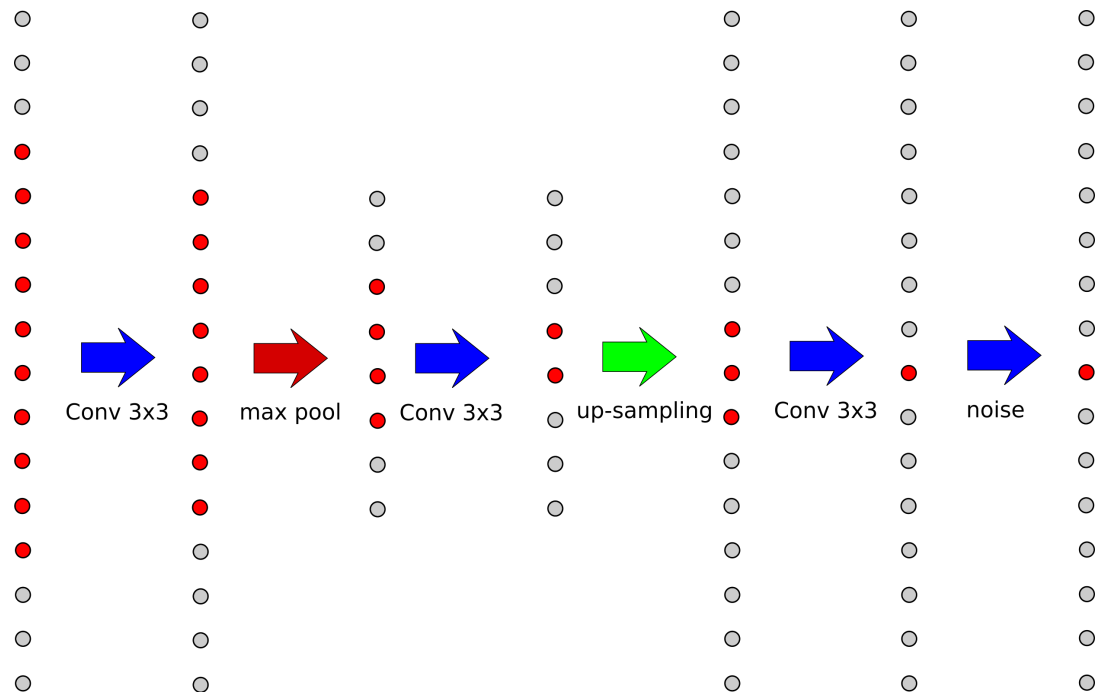 Conv 3x3
max pool
Conv 3x3
up-sampling
Conv 3x3
noise